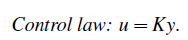 Control law: u = Ky.